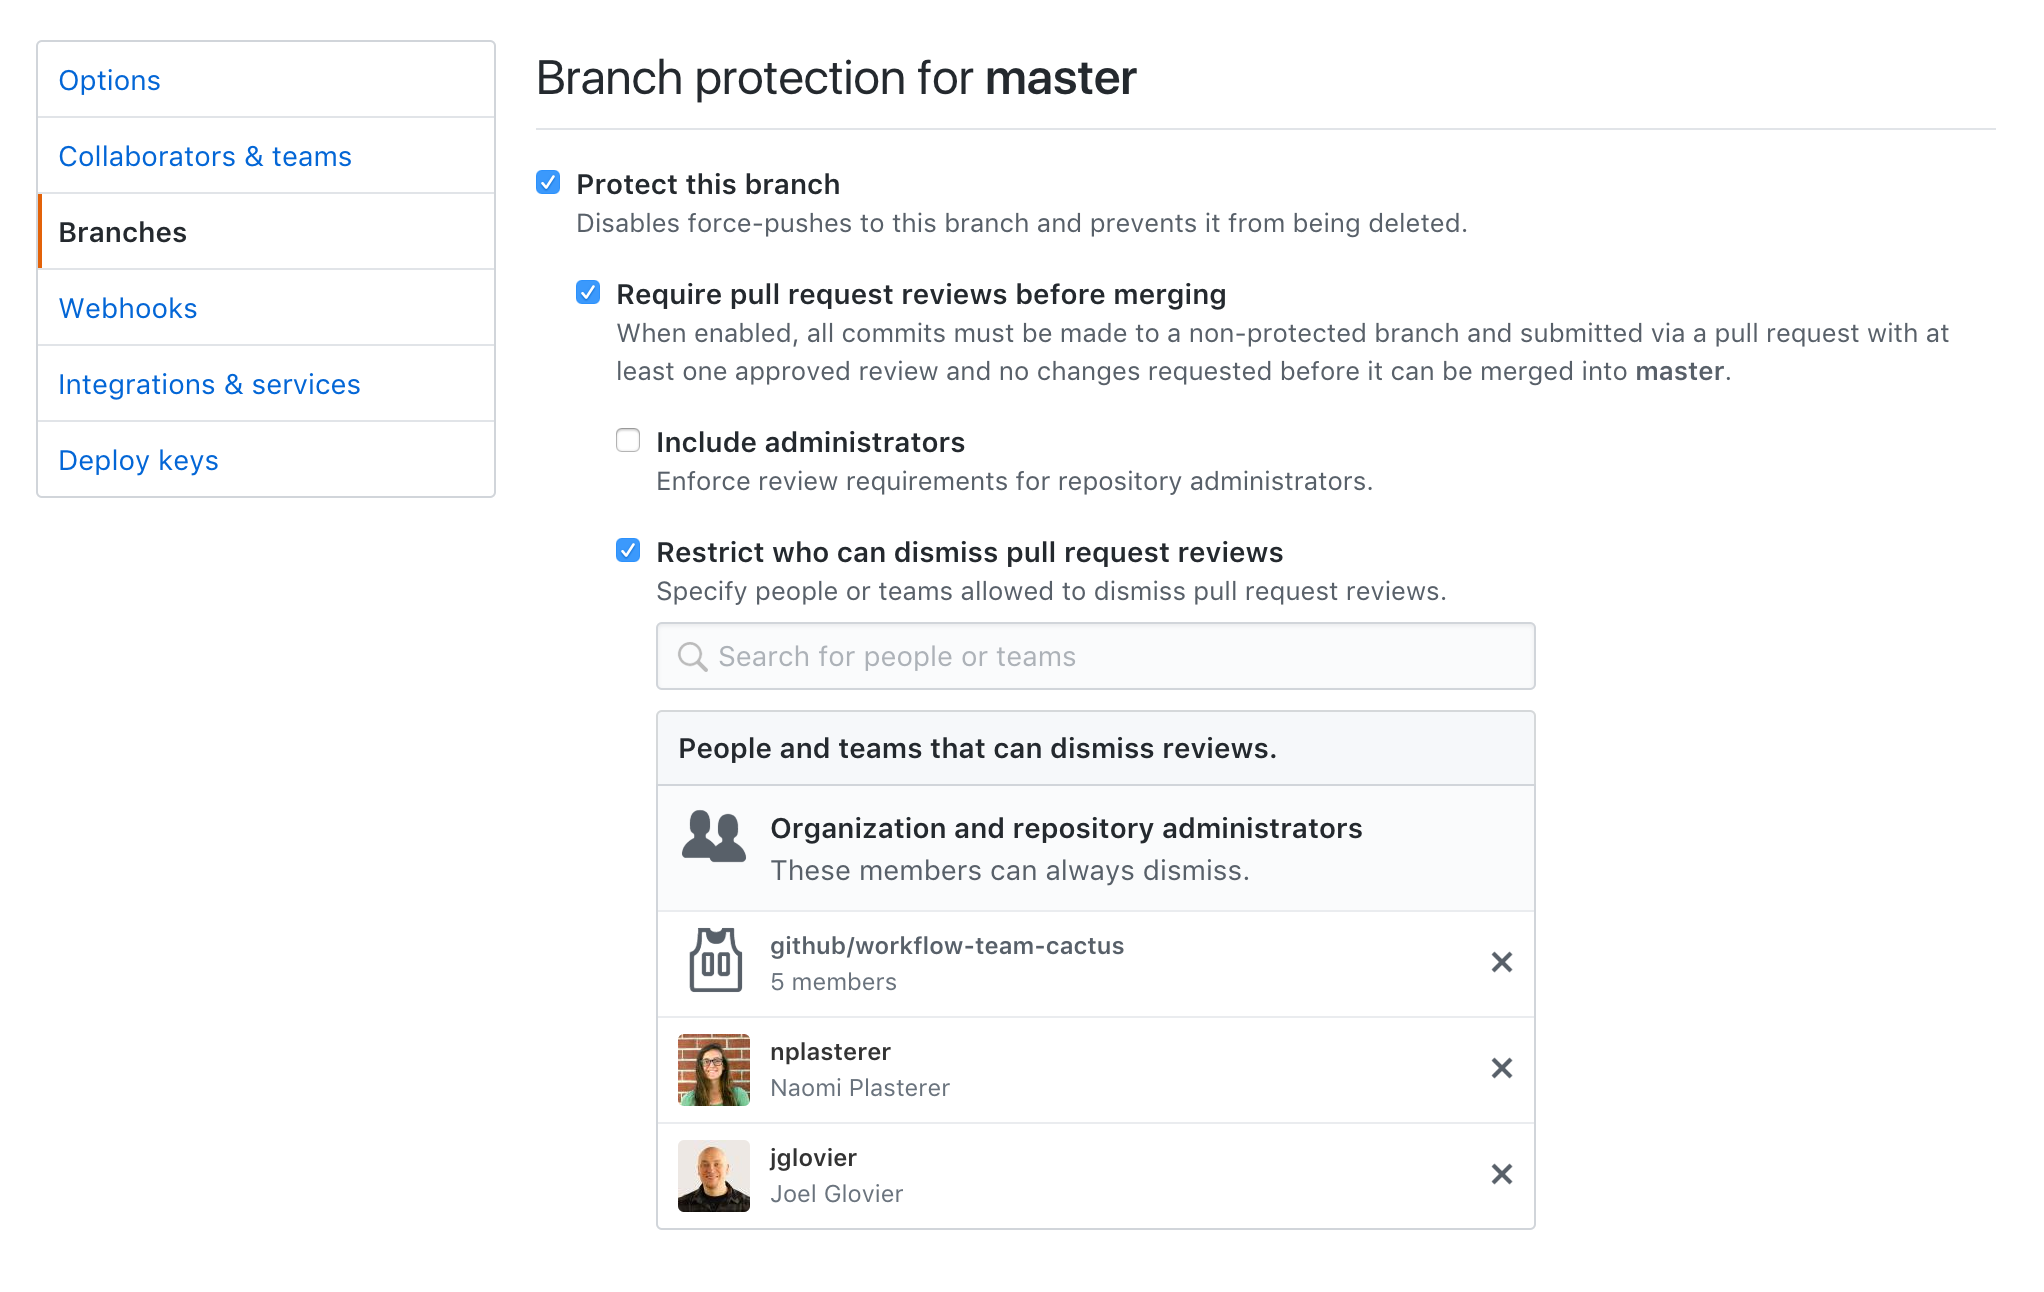 Options
Collaborators & teams
Branches
Webhooks
Integrations & services
Deploy keys
Branch protection for master
Protect this branch
Disables force-pushes to this branch and prevents it from being deleted.
Require pull request reviews before merging
When enabled, all commits must be made to a non-protected branch and submitted via a pull request with at
least one approved review and no changes requested before it can be merged into master.
Include administrators
Enforce review requirements for repository administrators.
Restrict who can dismiss pull request reviews
Specify people or teams allowed to dismiss pull request reviews.
Search for people or teams
People and teams that can dismiss reviews.
Organization and repository administrators
These members can always dismiss.
github/workflow-team-cactus
5 members
nplasterer
Naomi Plasterer
jglovier
Joel Glovier